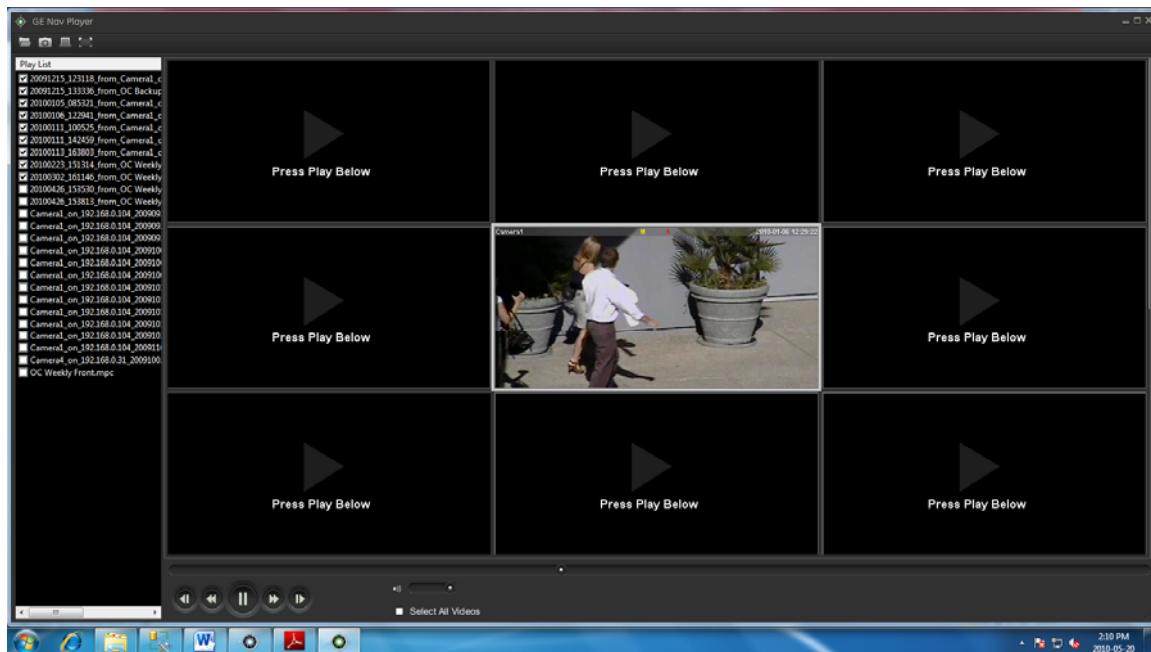 GE Nav Player
Play List
20091215_123118_from_Camera1_c
20091215_133336_from_OC Backup
20100105_085321_from_Camera1_c
20100106_122941_from_Camera1_c
20100111_100525_from_Camera1_c
20100111_142459_from_Camera1_c
20100113_163803_from_Camera1_c
20100223_151314_from_OC Weekly
20100302_161146_from_OC Weekly
20100426_153530_from_OC Weekly
20100426_153813_from_OC Weekly
Camera1_on_192.168.0.104_200909
Camera1_on_192.168.0.104_200909
Camera1_on_192.168.0.104_200909
Camera1_on_192.168.0.104_200910
Camera1_on_192.168.0.104_200910
Camera1_on_192.168.0.104_200910
Camera1_on_192.168.0.104_200910
Camera1_on_192.168.0.104_200910
Camera1_on_192.168.0.104_200910
Camera1_on_192.168.0.104_200910
Camera1_on_192.168.0.104_200910
Camera1_on_192.168.0.104_200911
Camera4_on_192.168.0.31_2009100
OC Weekly Front.mpc
Press Play Below
Press Play Below
Press Play Below
Press Play Below
Camera1 M A 2010-01-06 12:29:22
Press Play Below
Press Play Below
Press Play Below
Press Play Below
Select All Videos
W
2:10 PM
2010-05-20